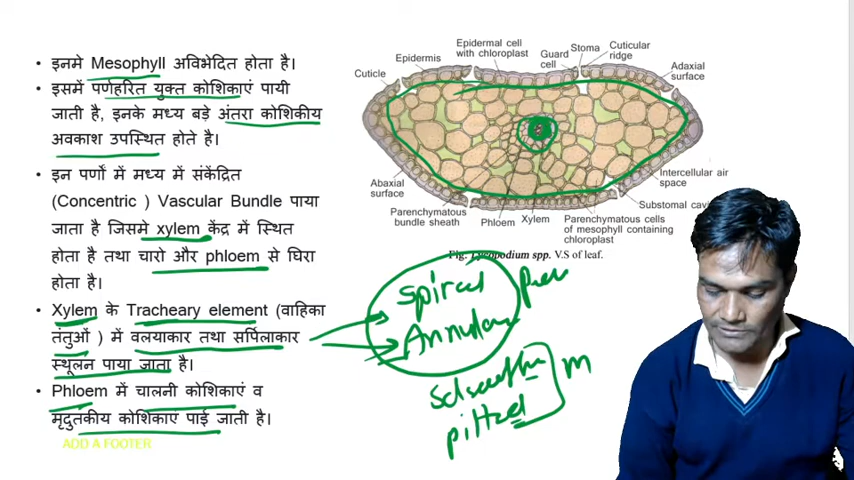 • इनमे Mesophyll अविभेदित होता है।
• इसमें पर्णहरित युक्त कोशिकाएं पायी
जाती है, इनके मध्य बड़े अंतरा कोशिकीय
अवकाश उपस्थित होते है।
• इन पर्णों में मध्य में संकेंद्रित
(Concentric ) Vascular Bundle पाया
जाता है जिसमे xylem केंद्र में स्थित
होता है तथा चारो और phloem से घिरा
होता है।
• Xylem के Tracheary element (वाहिका
तंतुओं ) में वलयाकार तथा सर्पिलाकार
स्थूलन पाया जाता है।
• Phloem में चालनी कोशिकाएं व
मृदुतकीय कोशिकाएं पाई जाती है।
ADD A FOOTER
Cuticle
Epidermis
Epidermal cell
with chloroplast
Guard
cell
Stoma
Cuticular
ridge
Adaxial
surface
Abaxial
surface
Parenchymatous
bundle sheath
Phloem
Xylem
Parenchymatous cells
of mesophyll containing
chloroplast
Substomal
Intercellular air
space
Fig. Lycopodium spp. V.S of leaf.
Spiral
Annular
pitted
m